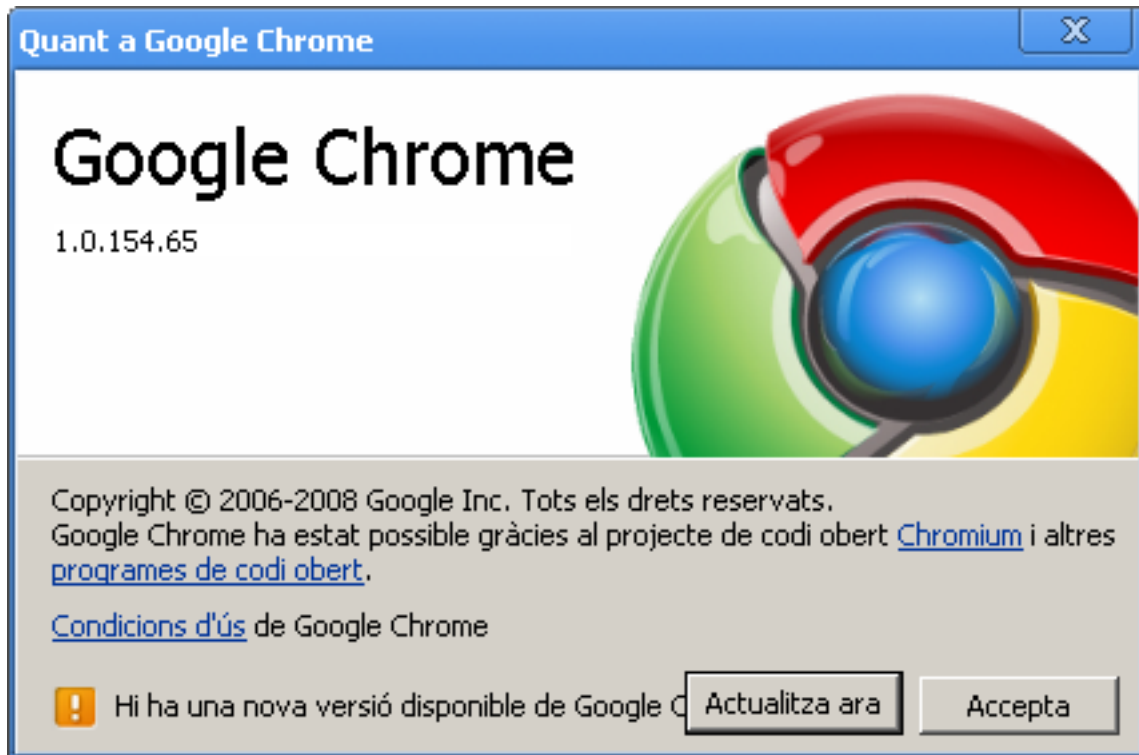 Quant a Google Chrome
Google Chrome
1.0.154.65
Copyright © 2006-2008 Google Inc. Tots els drets reservats.
Google Chrome ha estat possible gràcies al projecte de codi obert Chromium i altres
programes de codi obert.
Condicions d'ús de Google Chrome
Hi ha una nova versió disponible de Google C Actualitza ara Accepta